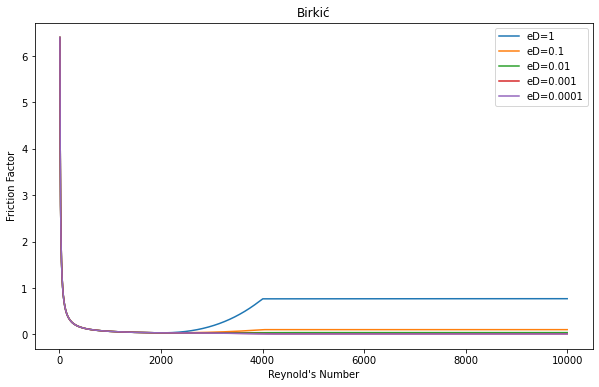 Birkić
eD=1
eD=0.1
eD=0.01
eD=0.001
eD=0.0001
Friction Factor
6
5
4
3
2
1
0
0 2000 4000 6000 8000 10000
Reynold's Number